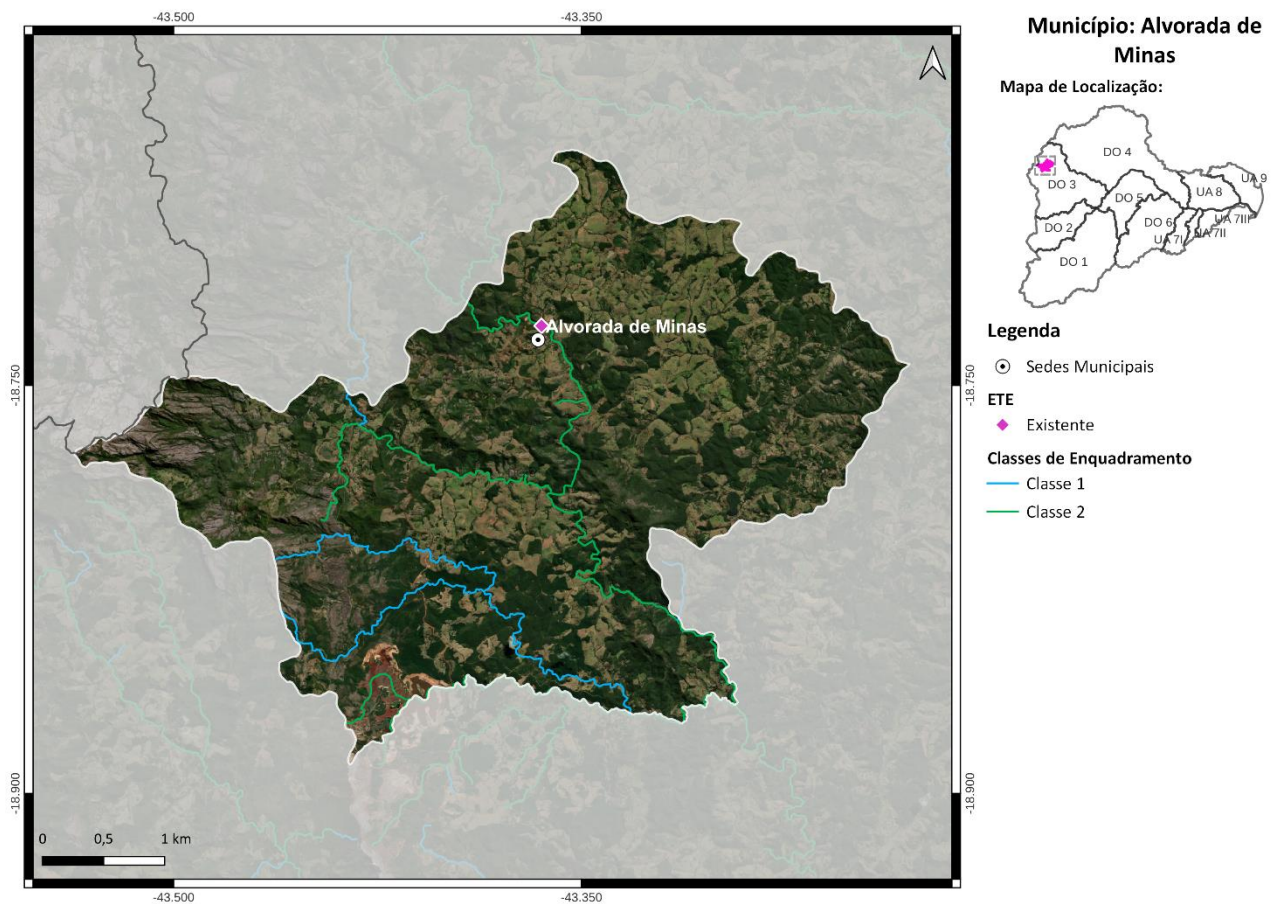 Município: Alvorada de
Minas
Mapa de Localização:
DO 4
UA 9
DO 3
UA 8
DO 5
DO 6
UA 7III
DO 2
UA 7II
UA 7I
DO 1
Legenda
Sedes Municipais
ETE
Existente
Classes de Enquadramento
Classe 1
Classe 2
-43.500
-43.350
-18.750
-18.750
Alvorada de Minas
-18.900
-18.900
0 0,5 1 km
-43.500
-43.350